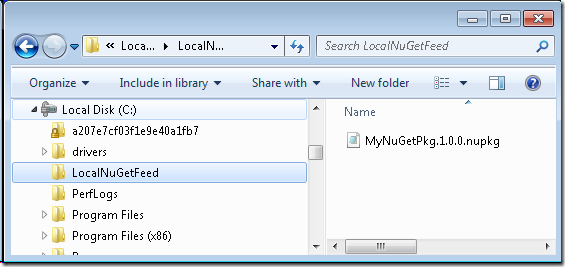 « Loca... ▸ LocalN... ▸
Search LocalNuGetFeed
Organize Include in library Share with New folder
Local Disk (C:)
a207e7cf03f1e9e40a1fb7
drivers
LocalNuGetFeed
PerfLogs
Program Files
Program Files (x86)
Name
MyNuGetPkg.1.0.0.nupkg